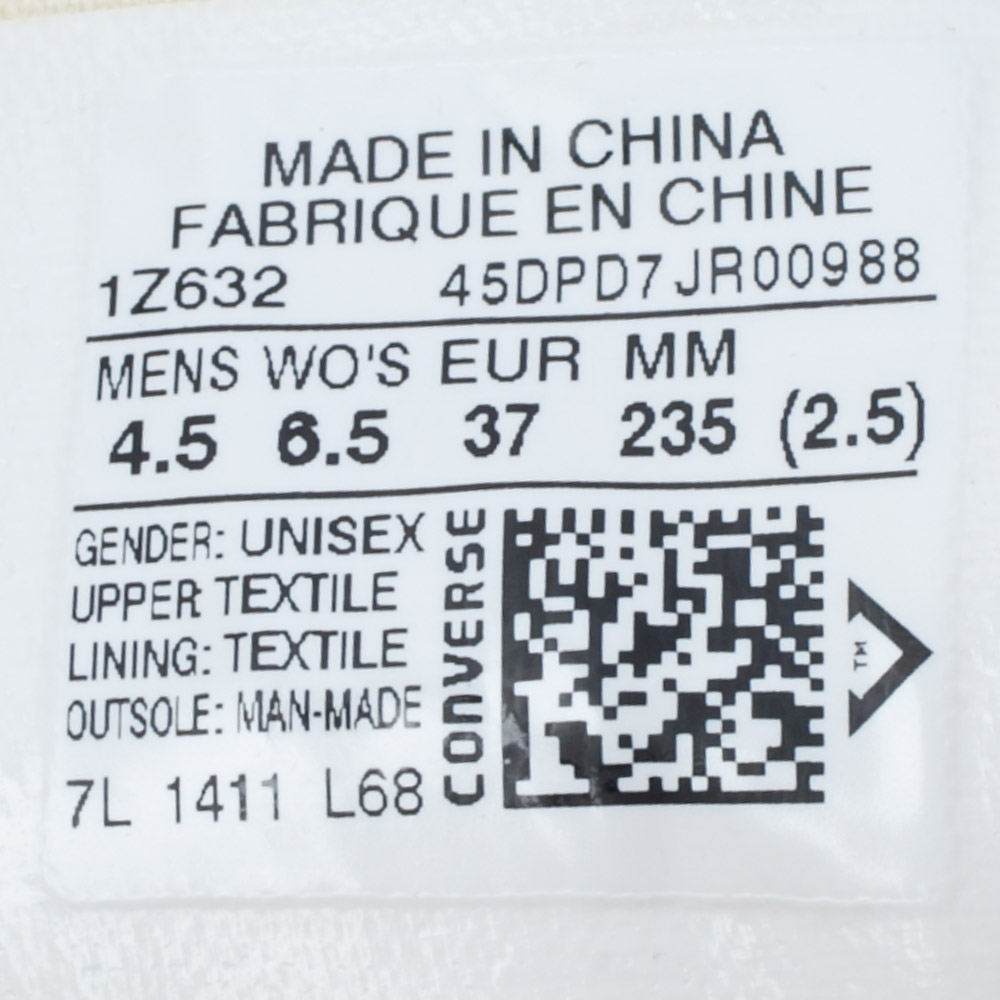 MADE IN CHINA
FABRIQUE EN CHINE
1Z632 45DPD7JR00988
MENS WO'S EUR MM
4.5 6.5 37 235 (2.5)
GENDER: UNISEX
UPPER TEXTILE
LINING: TEXTILE
OUTSOLE: MAN-MADE
7L 1411 L68
CONVERSE
TM